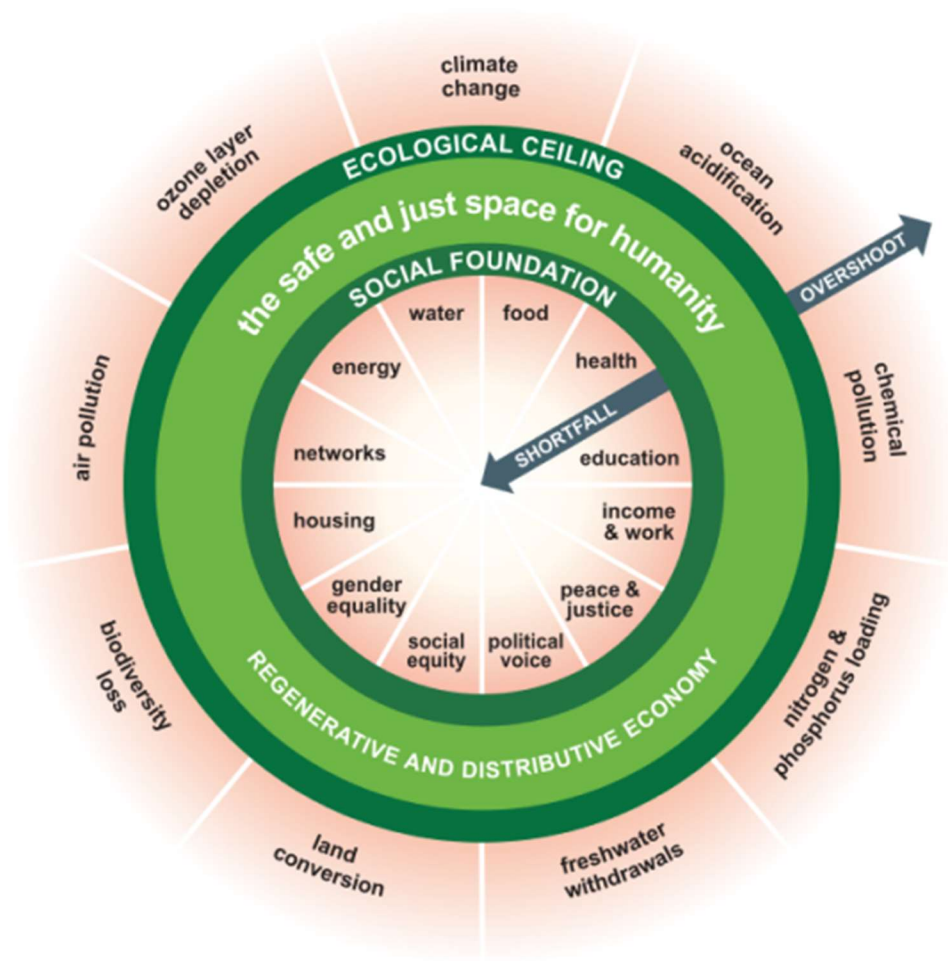 climate
change
ocean
acidification
OVERSHOOT
chemical
pollution
nitrogen &
phosphorus loading
freshwater
withdrawals
land
conversion
biodiversity
loss
air pollution
ozone layer
depletion
ECOLOGICAL CEILING
the safe and just space for humanity
SOCIAL FOUNDATION
water
food
health
SHORTFALL
education
income
& work
peace &
justice
political
voice
social
equity
gender
equality
housing
networks
energy
REGENERATIVE AND DISTRIBUTIVE ECONOMY